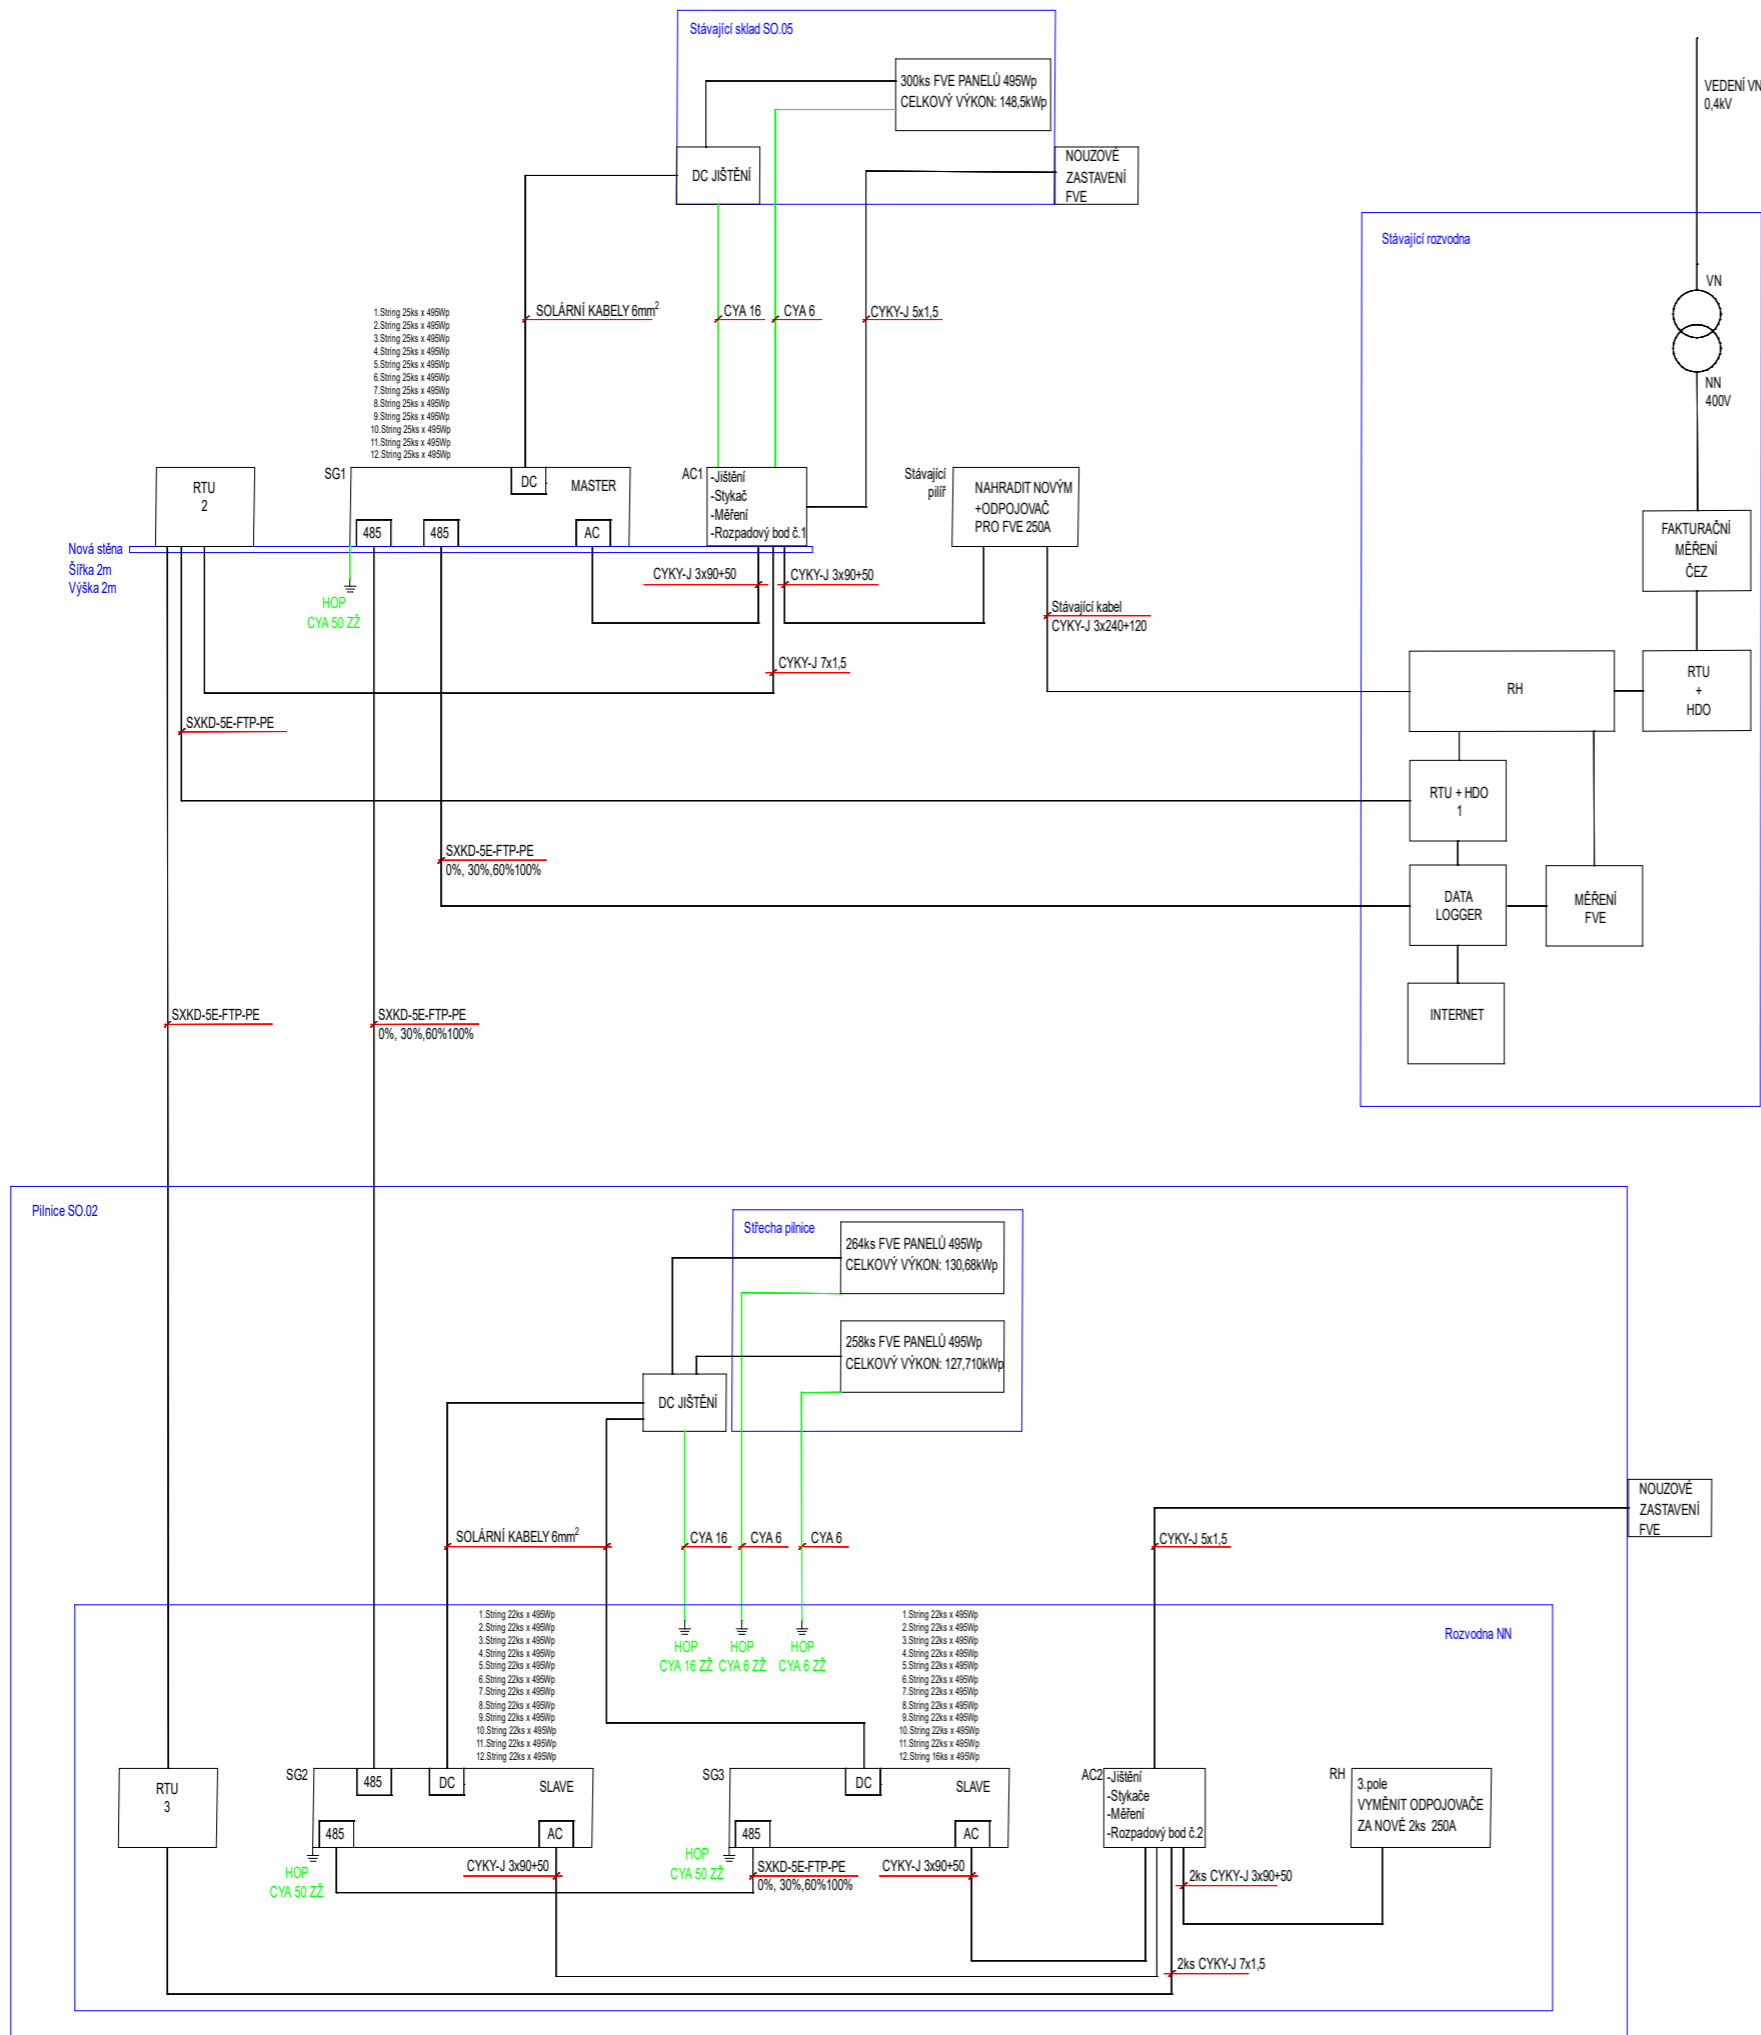 Stávající sklad SO.05
300ks FVE PANELŮ 495Wp
CELKOVÝ VÝKON: 148,5kWp
DC JIŠTĚNÍ
NOUZOVÉ
ZASTAVENÍ
FVE
VEDENÍ VN
0,4kV
Stávající rozvodna
VN
NN
400V
SOLÁRNÍ KABELY 6mm²
CYA 16
CYA 6
CYKY-J 5x1,5
1.String 25ks x 495Wp
2.String 25ks x 495Wp
3.String 25ks x 495Wp
4.String 25ks x 495Wp
5.String 25ks x 495Wp
6.String 25ks x 495Wp
7.String 25ks x 495Wp
8.String 25ks x 495Wp
9.String 25ks x 495Wp
10.String 25ks x 495Wp
11.String 25ks x 495Wp
12.String 25ks x 495Wp
RTU
2
SG1
DC
MASTER
485
485
AC
AC1
-Jištění
-Stykač
-Měření
-Rozpadový bod č.1
Stávající
pilíř
NAHRADIT NOVÝM
+ODPOJOVAČ
PRO FVE 250A
FAKTURAČNÍ
MĚŘENÍ
ČEZ
Nová stěna
Šířka 2m
Výška 2m
HOP
CYA 50 ZŽ
CYKY-J 3x90+50
CYKY-J 3x90+50
Stávající kabel
CYKY-J 3x240+120
CYKY-J 7x1,5
RH
RTU
+
HDO
SXKD-5E-FTP-PE
RTU + HDO
1
SXKD-5E-FTP-PE
0%, 30%,60%100%
DATA
LOGGER
MĚŘENÍ
FVE
INTERNET
SXKD-5E-FTP-PE
SXKD-5E-FTP-PE
0%, 30%,60%100%
Pilnice SO.02
Střecha pilnice
264ks FVE PANELŮ 495Wp
CELKOVÝ VÝKON: 130,68kWp
258ks FVE PANELŮ 495Wp
CELKOVÝ VÝKON: 127,710kWp
DC JIŠTĚNÍ
NOUZOVÉ
ZASTAVENÍ
FVE
SOLÁRNÍ KABELY 6mm²
CYA 16
CYA 6
CYA 6
CYKY-J 5x1,5
1.String 22ks x 495Wp
2.String 22ks x 495Wp
3.String 22ks x 495Wp
4.String 22ks x 495Wp
5.String 22ks x 495Wp
6.String 22ks x 495Wp
7.String 22ks x 495Wp
8.String 22ks x 495Wp
9.String 22ks x 495Wp
10.String 22ks x 495Wp
11.String 22ks x 495Wp
12.String 22ks x 495Wp
HOP
CYA 16 ZŽ
HOP
CYA 6 ZŽ
HOP
CYA 6 ZŽ
1.String 22ks x 495Wp
2.String 22ks x 495Wp
3.String 22ks x 495Wp
4.String 22ks x 495Wp
5.String 22ks x 495Wp
6.String 22ks x 495Wp
7.String 22ks x 495Wp
8.String 22ks x 495Wp
9.String 22ks x 495Wp
10.String 22ks x 495Wp
11.String 22ks x 495Wp
12.String 16ks x 495Wp
Rozvodna NN
RTU
3
SG2
485
DC
SLAVE
485
AC
SG3
DC
SLAVE
485
AC
AC2
-Jištění
-Stykače
-Měření
-Rozpadový bod č.2
RH
3.pole
VYMĚNIT ODPOJOVAČE
ZA NOVÉ 2ks 250A
HOP
CYA 50 ZŽ
CYKY-J 3x90+50
HOP
CYA 50 ZŽ
SXKD-5E-FTP-PE
0%, 30%,60%100%
CYKY-J 3x90+50
2ks CYKY-J 3x90+50
2ks CYKY-J 7x1,5